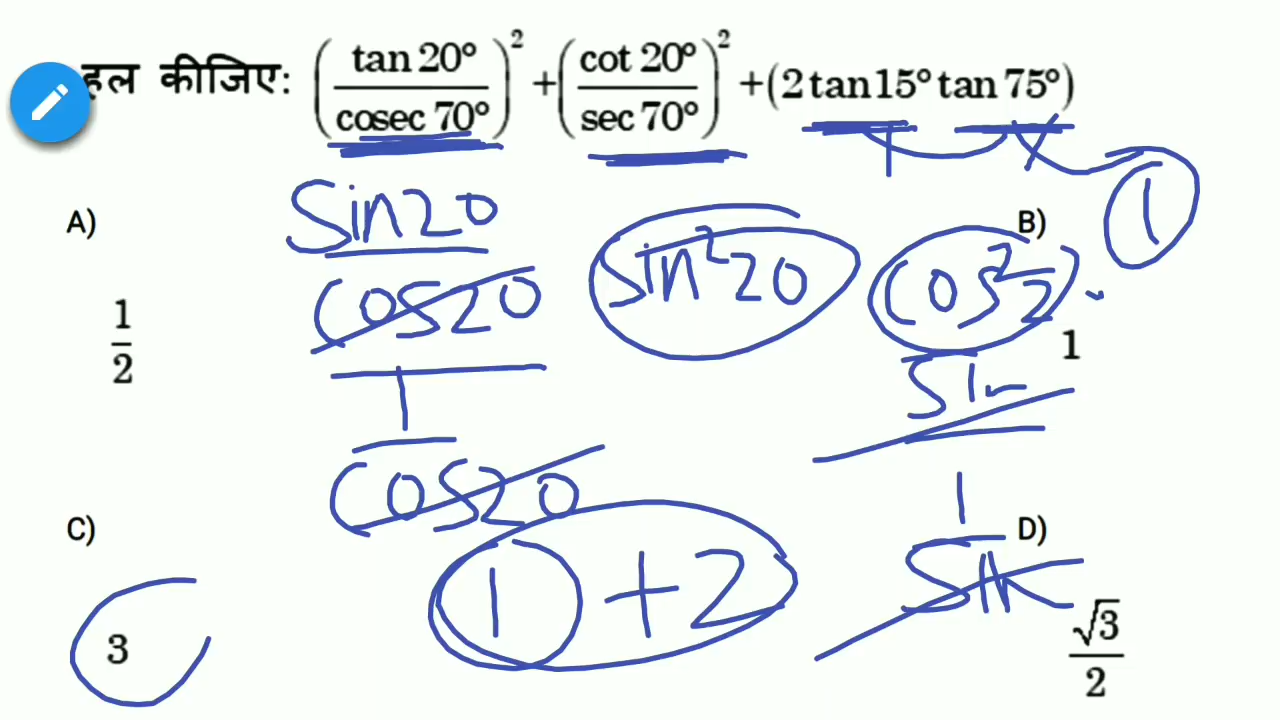 हल कीजिए: (tan 20° / cosec 70°)² + (cot 20° / sec 70°)² + (2 tan 15° tan 75°)
1
A)
1/2
B)
1
Sin20
Cos20
1
Cos20
Sin²20
Cos²2
Sin
1
Sin
C)
3
1 + 2
D)
√3/2